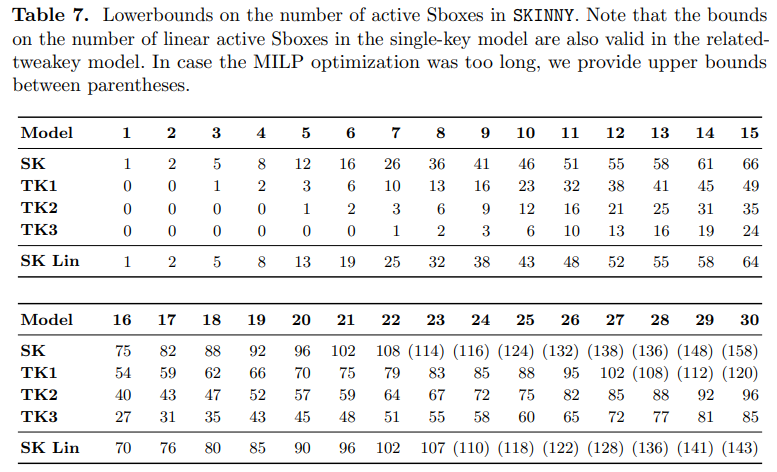 Table 7. Lowerbounds on the number of active Sboxes in SKINNY. Note that the bounds
on the number of linear active Sboxes in the single-key model are also valid in the related-
tweakey model. In case the MILP optimization was too long, we provide upper bounds
between parentheses.
Model 1 2 3 4 5 6 7 8 9 10 11 12 13 14 15
SK 1 2 5 8 12 16 26 36 41 46 51 55 58 61 66
TK1 0 0 1 2 3 6 10 13 16 23 32 38 41 45 49
TK2 0 0 0 0 1 2 3 6 9 12 16 21 25 31 35
TK3 0 0 0 0 0 0 1 2 3 6 10 13 16 19 24
SK Lin 1 2 5 8 13 19 25 32 38 43 48 52 55 58 64
Model 16 17 18 19 20 21 22 23 24 25 26 27 28 29 30
SK 75 82 88 92 96 102 108 (114) (116) (124) (132) (138) (136) (148) (158)
TK1 54 59 62 66 70 75 79 83 85 88 95 102 (108) (112) (120)
TK2 40 43 47 52 57 59 64 67 72 75 82 85 88 92 96
TK3 27 31 35 43 45 48 51 55 58 60 65 72 77 81 85
SK Lin 70 76 80 85 90 96 102 107 (110) (118) (122) (128) (136) (141) (143)